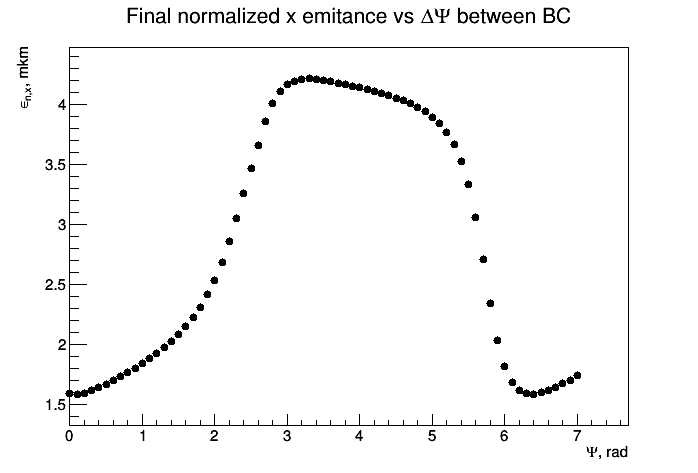 Final normalized x emitance vs ΔΨ between BC
ϵn,x, mkm
4
3.5
3
2.5
2
1.5
0 1 2 3 4 5 6 7
Ψ, rad